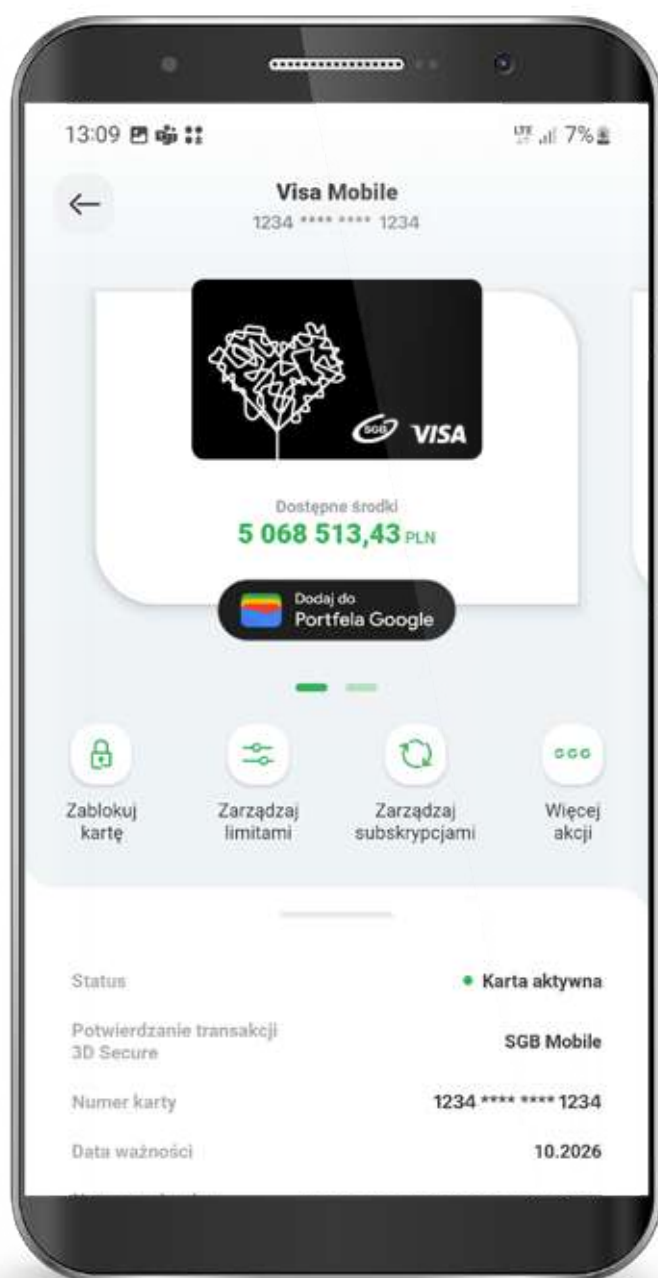 13:09 LTE 7%
Visa Mobile
1234 **** **** 1234
SGB VISA
Dostępne środki
5 068 513,43 PLN
Dodaj do
Portfela Google
Zablokuj
kartę
Zarządzaj
limitami
Zarządzaj
subskrypcjami
Więcej
akcji
Status Karta aktywna
Potwierdzanie transakcji
3D Secure
SGB Mobile
Numer karty 1234 **** **** 1234
Data ważności 10.2026